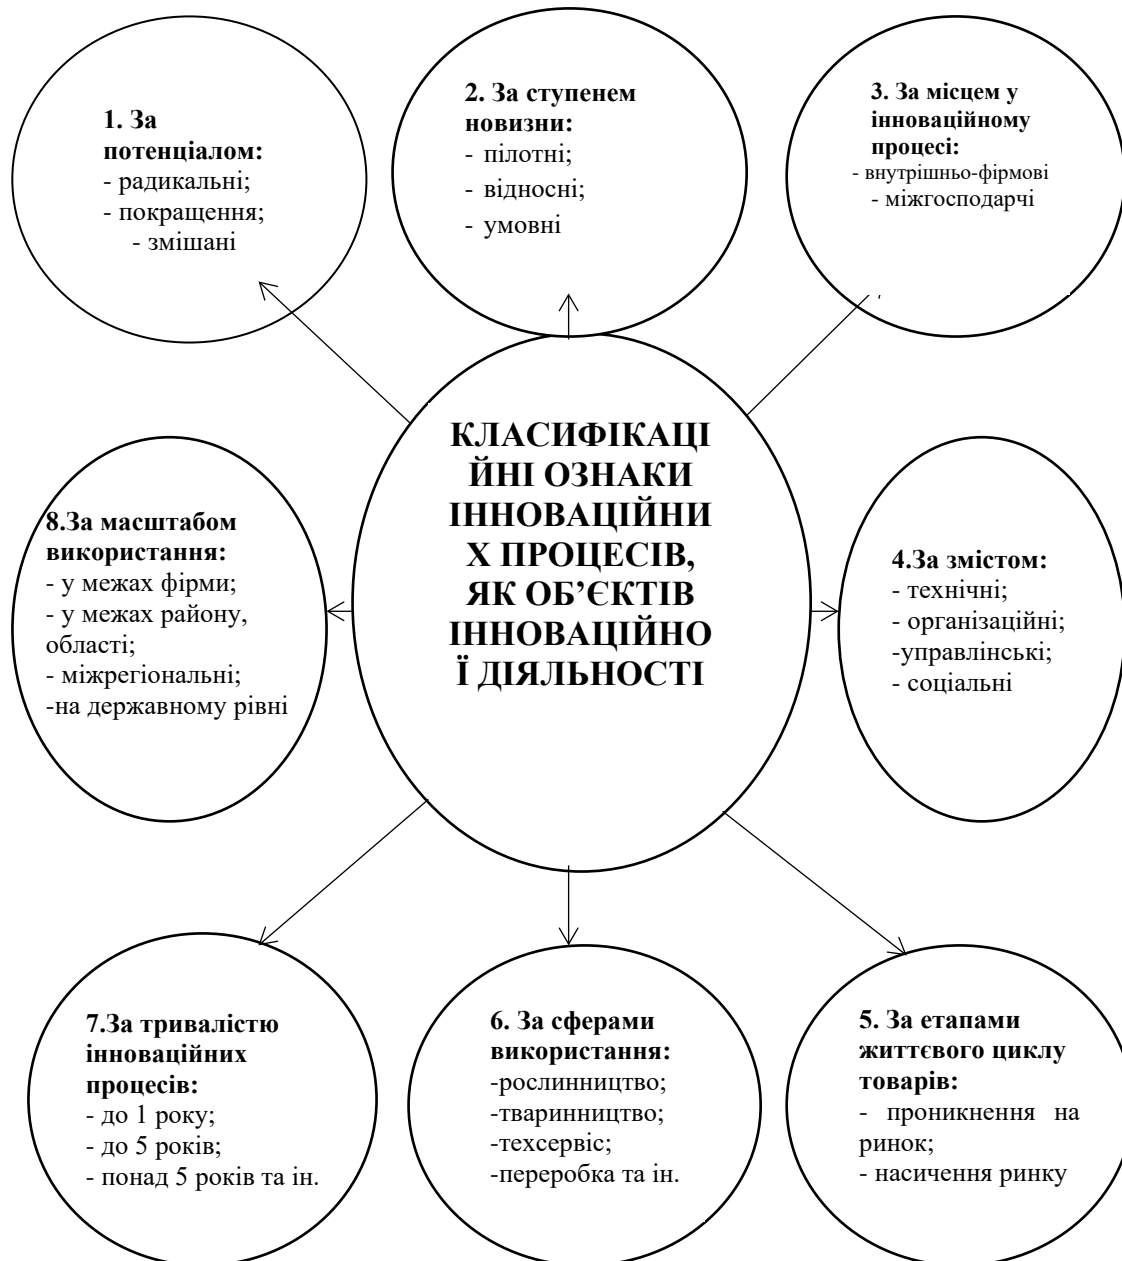 1. За
потенціалом:
- радикальні;
- покращення;
- змішані
2. За ступенем
новизни:
- пілотні;
- відносні;
- умовні
3. За місцем у
інноваційному
процесі:
- внутрішньо-фірмові
- міжгосподарчі
КЛАСИФІКАЦІ
ЙНІ ОЗНАКИ
ІННОВАЦІЙНИ
Х ПРОЦЕСІВ,
ЯК ОБ’ЄКТІВ
ІННОВАЦІЙНО
Ї ДІЯЛЬНОСТІ
8.За масштабом
використання:
- у межах фірми;
- у межах району,
області;
- міжрегіональні;
-на державному рівні
4.За змістом:
- технічні;
- організаційні;
-управлінські;
- соціальні
7.За тривалістю
інноваційних
процесів:
- до 1 року;
- до 5 років;
- понад 5 років та ін.
6. За сферами
використання:
-рослинництво;
-тваринництво;
-техсервіс;
-переробка та ін.
5. За етапами
життєвого циклу
товарів:
- проникнення на
ринок;
- насичення ринку